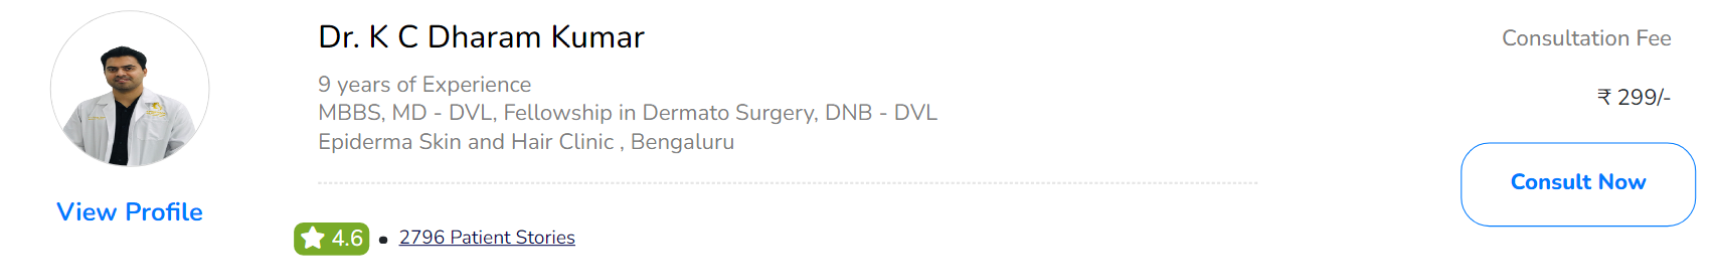 Dr. K C Dharam Kumar
9 years of Experience
MBBS, MD - DVL, Fellowship in Dermato Surgery, DNB - DVL
Epiderma Skin and Hair Clinic , Bengaluru
View Profile
4.6 • 2796 Patient Stories
Consultation Fee
₹ 299/-
Consult Now